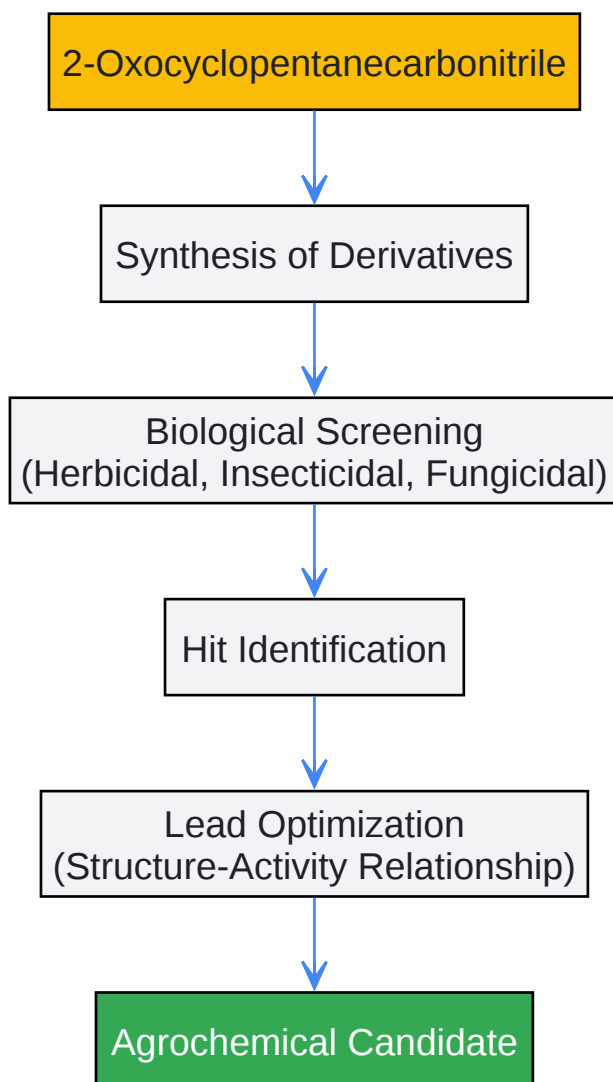 2-Oxocyclopentanecarbonitrile
Synthesis of Derivatives
Biological Screening
(Herbicidal, Insecticidal, Fungicidal)
Hit Identification
Lead Optimization
(Structure-Activity Relationship)
Agrochemical Candidate